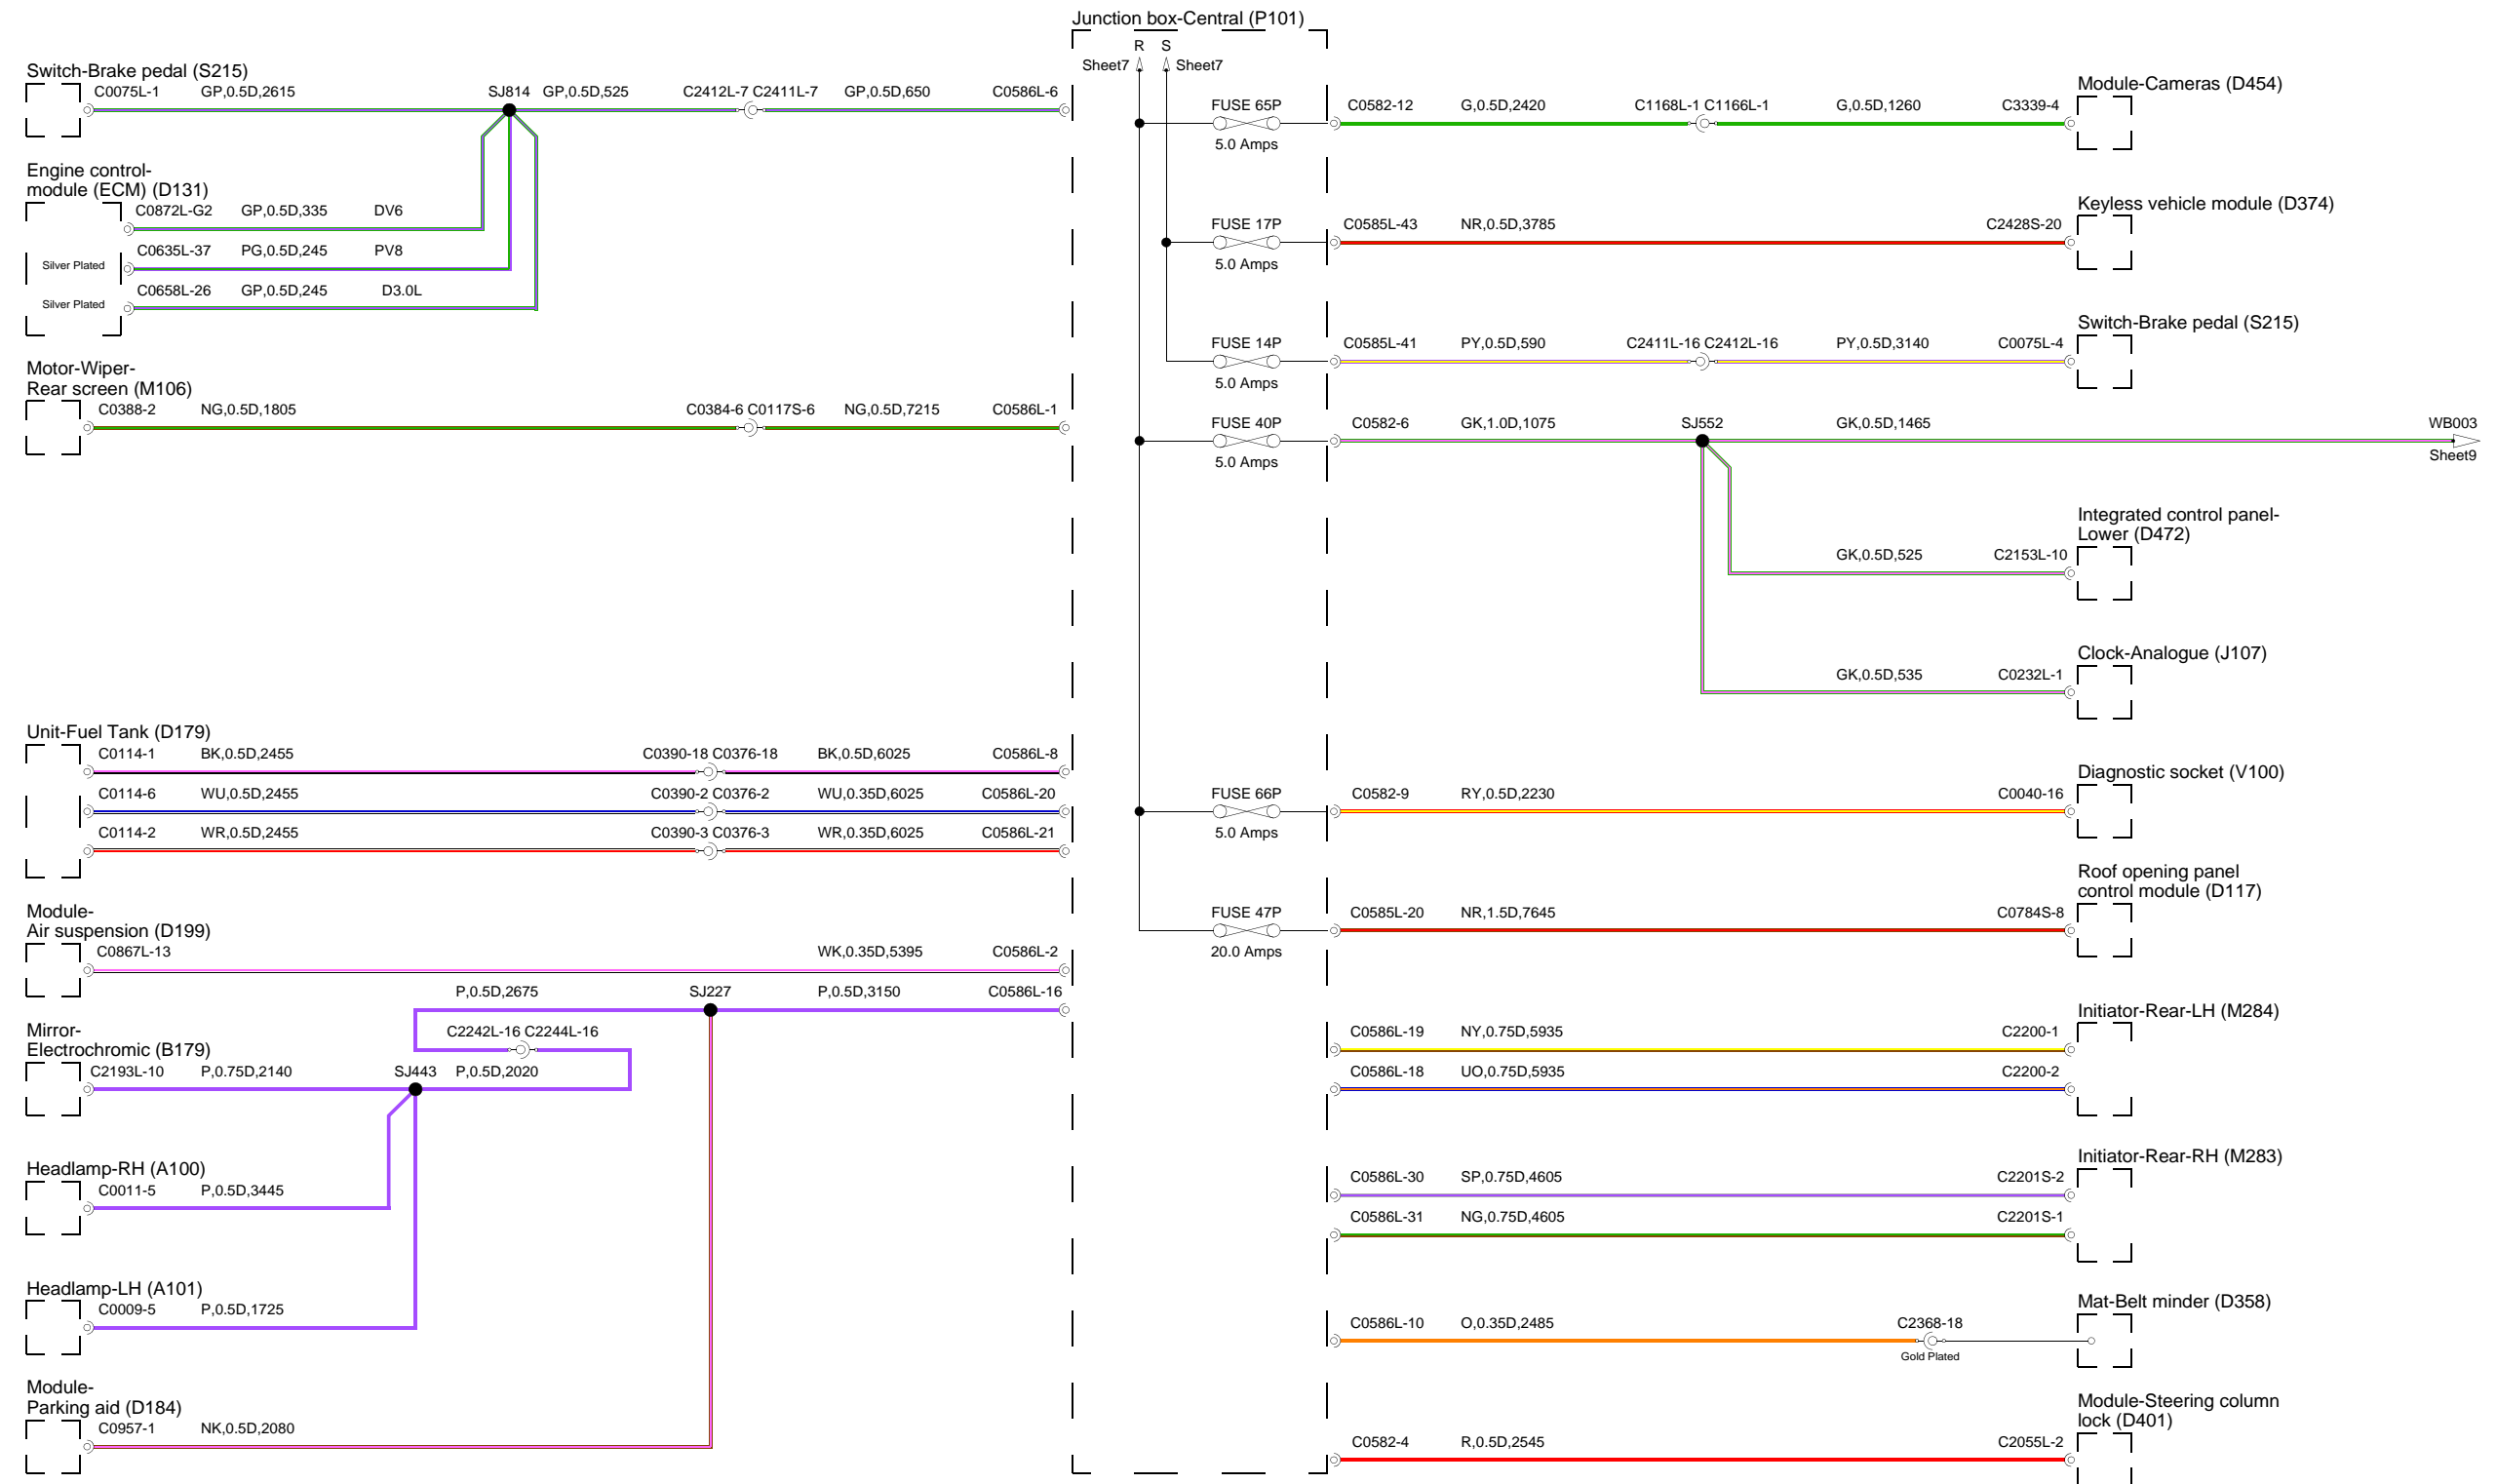 Junction box-Central (P101)
R S
Sheet7 Sheet7
Switch-Brake pedal (S215)
C0075L-1 GP,0.5D,2615 SJ814 GP,0.5D,525 C2412L-7 C2411L-7 GP,0.5D,650 C0586L-6
Engine control-
module (ECM) (D131)
C0872L-G2 GP,0.5D,335 DV6
C0635L-37 PG,0.5D,245 PV8
Silver Plated
C0658L-26 GP,0.5D,245 D3.0L
Silver Plated
Motor-Wiper-
Rear screen (M106)
C0388-2 NG,0.5D,1805 C0384-6 C0117S-6 NG,0.5D,7215 C0586L-1
Unit-Fuel Tank (D179)
C0114-1 BK,0.5D,2455 C0390-18 C0376-18 BK,0.5D,6025 C0586L-8
C0114-6 WU,0.5D,2455 C0390-2 C0376-2 WU,0.35D,6025 C0586L-20
C0114-2 WR,0.5D,2455 C0390-3 C0376-3 WR,0.35D,6025 C0586L-21
Module-
Air suspension (D199)
C0867L-13 WK,0.35D,5395 C0586L-2
P,0.5D,2675 SJ227 P,0.5D,3150 C0586L-16
Mirror-
Electrochromic (B179)
C2242L-16 C2244L-16
C2193L-10 P,0.75D,2140 SJ443 P,0.5D,2020
Headlamp-RH (A100)
C0011-5 P,0.5D,3445
Headlamp-LH (A101)
C0009-5 P,0.5D,1725
Module-
Parking aid (D184)
C0957-1 NK,0.5D,2080
FUSE 65P
5.0 Amps
C0582-12 G,0.5D,2420 C1168L-1 C1166L-1 G,0.5D,1260 C3339-4
Module-Cameras (D454)
FUSE 17P
5.0 Amps
C0585L-43 NR,0.5D,3785 C2428S-20
Keyless vehicle module (D374)
FUSE 14P
5.0 Amps
C0585L-41 PY,0.5D,590 C2411L-16 C2412L-16 PY,0.5D,3140 C0075L-4
Switch-Brake pedal (S215)
FUSE 40P
5.0 Amps
C0582-6 GK,1.0D,1075 SJ552 GK,0.5D,1465 WB003
Sheet9
Integrated control panel-
Lower (D472)
GK,0.5D,525 C2153L-10
Clock-Analogue (J107)
GK,0.5D,535 C0232L-1
FUSE 66P
5.0 Amps
C0582-9 RY,0.5D,2230 C0040-16
Diagnostic socket (V100)
FUSE 47P
20.0 Amps
C0585L-20 NR,1.5D,7645 C0784S-8
Roof opening panel
control module (D117)
Initiator-Rear-LH (M284)
C0586L-19 NY,0.75D,5935 C2200-1
C0586L-18 UO,0.75D,5935 C2200-2
Initiator-Rear-RH (M283)
C0586L-30 SP,0.75D,4605 C2201S-2
C0586L-31 NG,0.75D,4605 C2201S-1
Mat-Belt minder (D358)
C0586L-10 O,0.35D,2485 C2368-18
Gold Plated
Module-Steering column
lock (D401)
C0582-4 R,0.5D,2545 C2055L-2